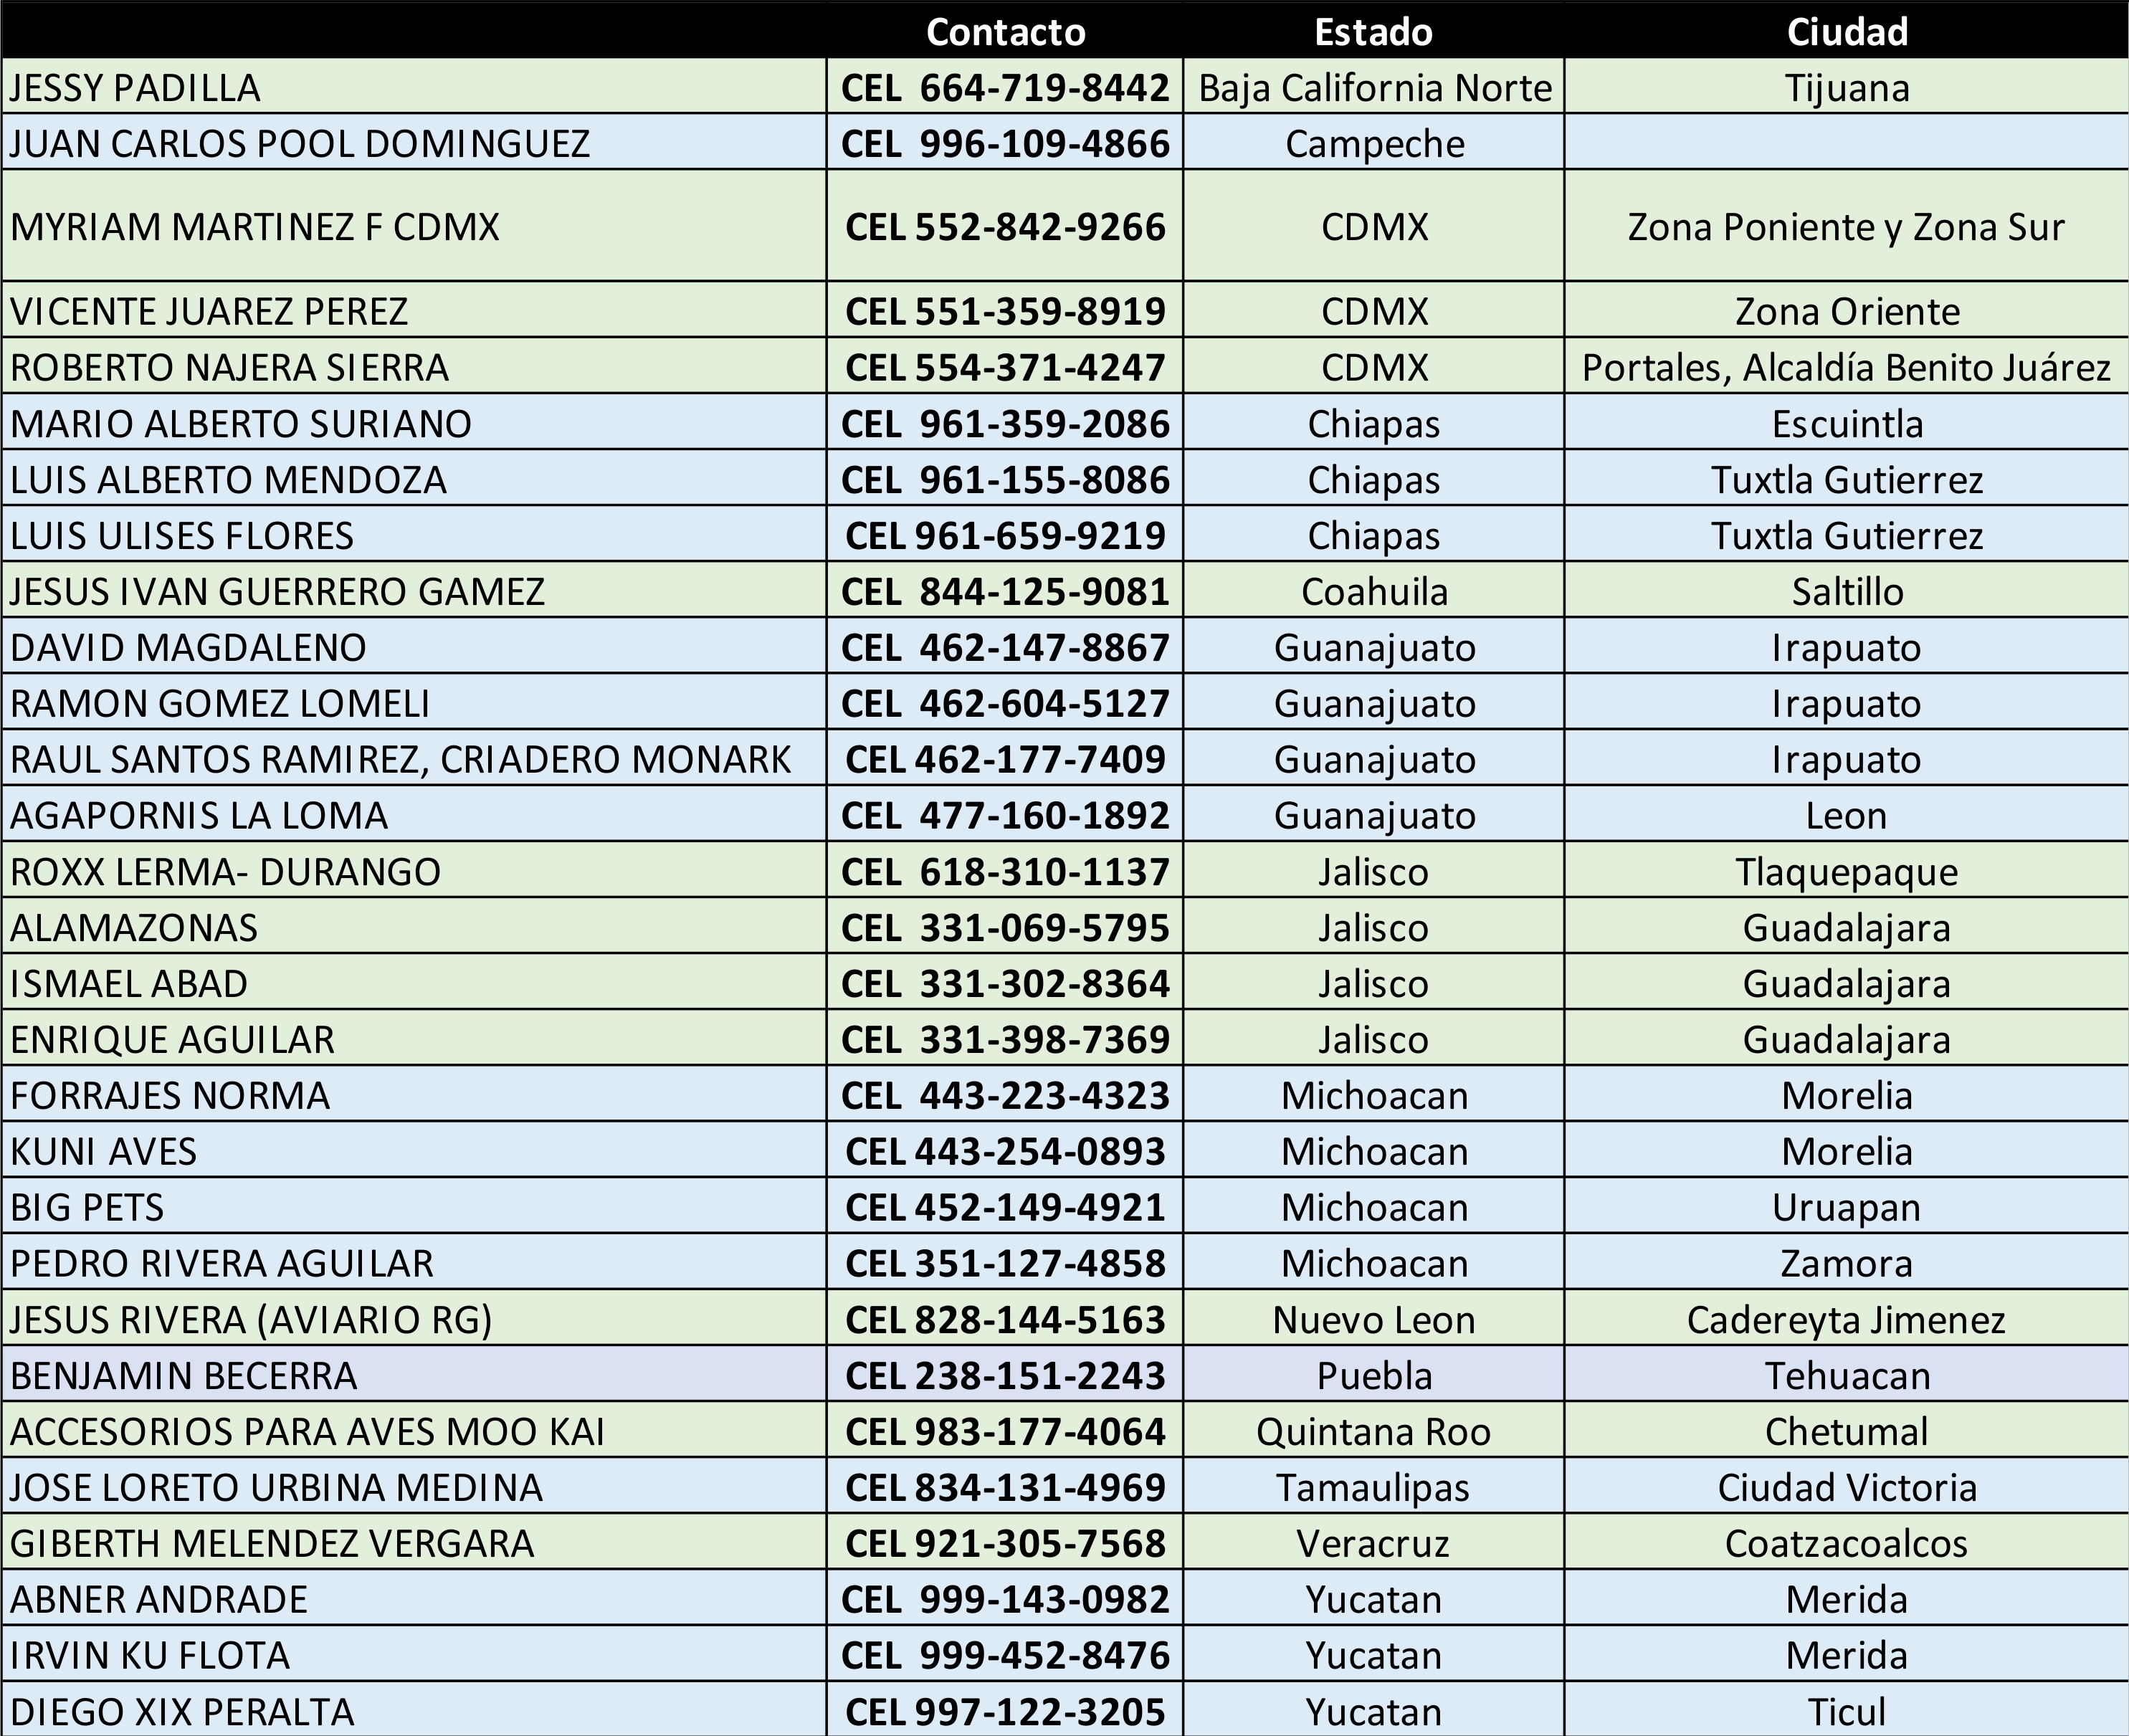 Contacto Estado Ciudad
JESSY PADILLA CEL 664-719-8442 Baja California Norte Tijuana
JUAN CARLOS POOL DOMINGUEZ CEL 996-109-4866 Campeche
MYRIAM MARTINEZ F CDMX CEL 552-842-9266 CDMX Zona Poniente y Zona Sur
VICENTE JUAREZ PEREZ CEL 551-359-8919 CDMX Zona Oriente
ROBERTO NAJERA SIERRA CEL 554-371-4247 CDMX Portales, Alcaldía Benito Juárez
MARIO ALBERTO SURIANO CEL 961-359-2086 Chiapas Escuintla
LUIS ALBERTO MENDOZA CEL 961-155-8086 Chiapas Tuxtla Gutierrez
LUIS ULISES FLORES CEL 961-659-9219 Chiapas Tuxtla Gutierrez
JESUS IVAN GUERRERO GAMEZ CEL 844-125-9081 Coahuila Saltillo
DAVID MAGDALENO CEL 462-147-8867 Guanajuato Irapuato
RAMON GOMEZ LOMELI CEL 462-604-5127 Guanajuato Irapuato
RAUL SANTOS RAMIREZ, CRIADERO MONARK CEL 462-177-7409 Guanajuato Irapuato
AGAPORNIS LA LOMA CEL 477-160-1892 Guanajuato Leon
ROXX LERMA- DURANGO CEL 618-310-1137 Jalisco Tlaquepaque
ALAMAZONAS CEL 331-069-5795 Jalisco Guadalajara
ISMAEL ABAD CEL 331-302-8364 Jalisco Guadalajara
ENRIQUE AGUILAR CEL 331-398-7369 Jalisco Guadalajara
FORRAJES NORMA CEL 443-223-4323 Michoacan Morelia
KUNI AVES CEL 443-254-0893 Michoacan Morelia
BIG PETS CEL 452-149-4921 Michoacan Uruapan
PEDRO RIVERA AGUILAR CEL 351-127-4858 Michoacan Zamora
JESUS RIVERA (AVIARIO RG) CEL 828-144-5163 Nuevo Leon Cadereyta Jimenez
BENJAMIN BECERRA CEL 238-151-2243 Puebla Tehuacan
ACCESORIOS PARA AVES MOO KAI CEL 983-177-4064 Quintana Roo Chetumal
JOSE LORETO URBINA MEDINA CEL 834-131-4969 Tamaulipas Ciudad Victoria
GIBERTH MELENDEZ VERGARA CEL 921-305-7568 Veracruz Coatzacoalcos
ABNER ANDRADE CEL 999-143-0982 Yucatan Merida
IRVIN KU FLOTA CEL 999-452-8476 Yucatan Merida
DIEGO XIX PERALTA CEL 997-122-3205 Yucatan Ticul